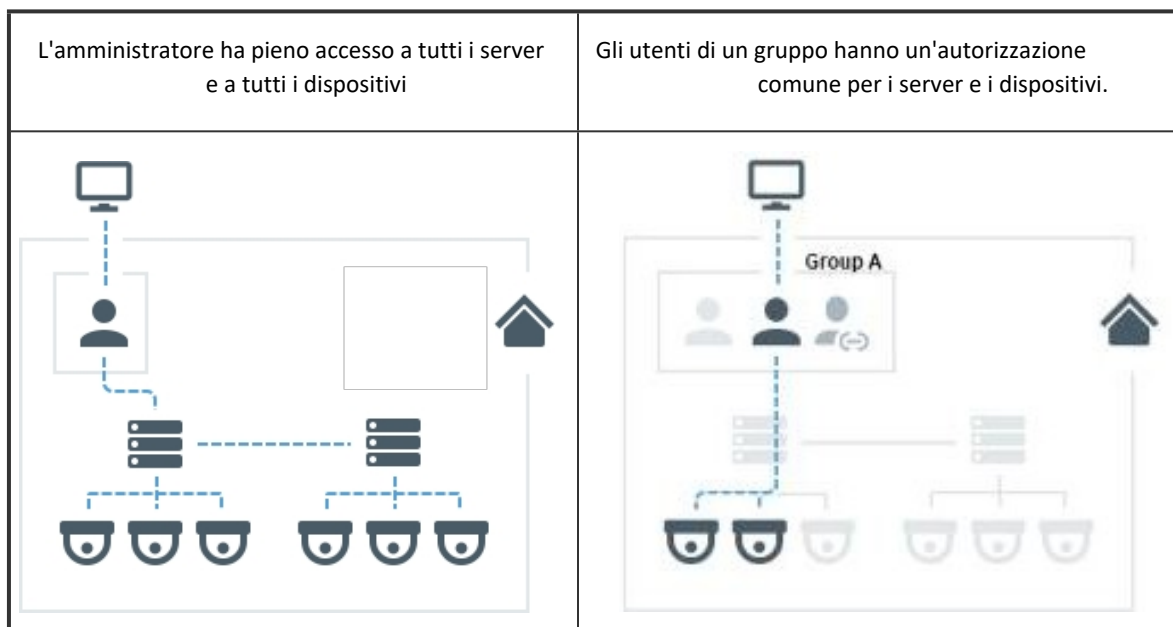 L'amministratore ha pieno accesso a tutti i server
e a tutti i dispositivi
Gli utenti di un gruppo hanno un'autorizzazione
comune per i server e i dispositivi.
Group A